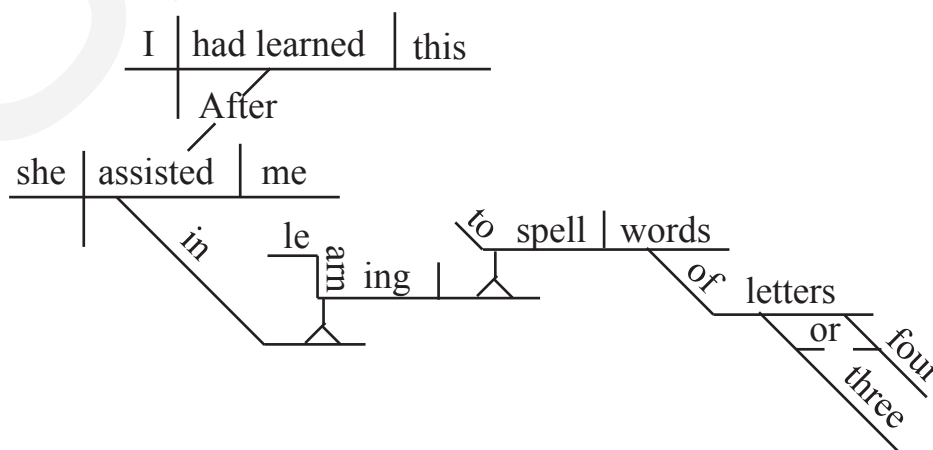 I had learned this
After
she assisted me
in
le arn ing
to spell words
of letters
or
three
four